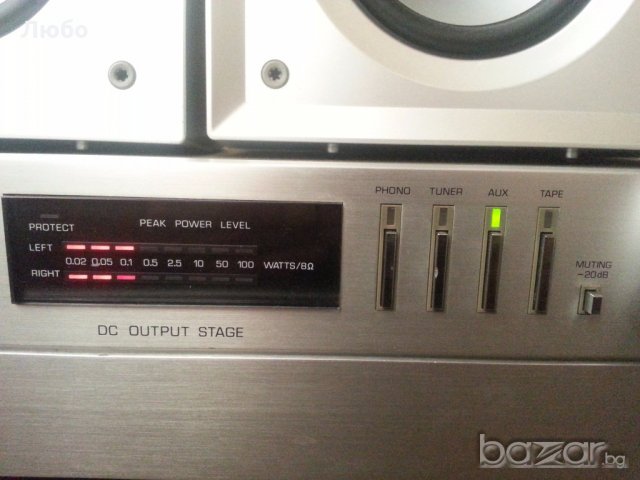 Любо
PHONO TUNER AUX TAPE
PROTECT PEAK POWER LEVEL
LEFT
0.02 0.05 0.1 0.5 2.5 10 50 100 WATTS/8Ω
RIGHT
MUTING
-20dB
DC OUTPUT STAGE
bazar.bg